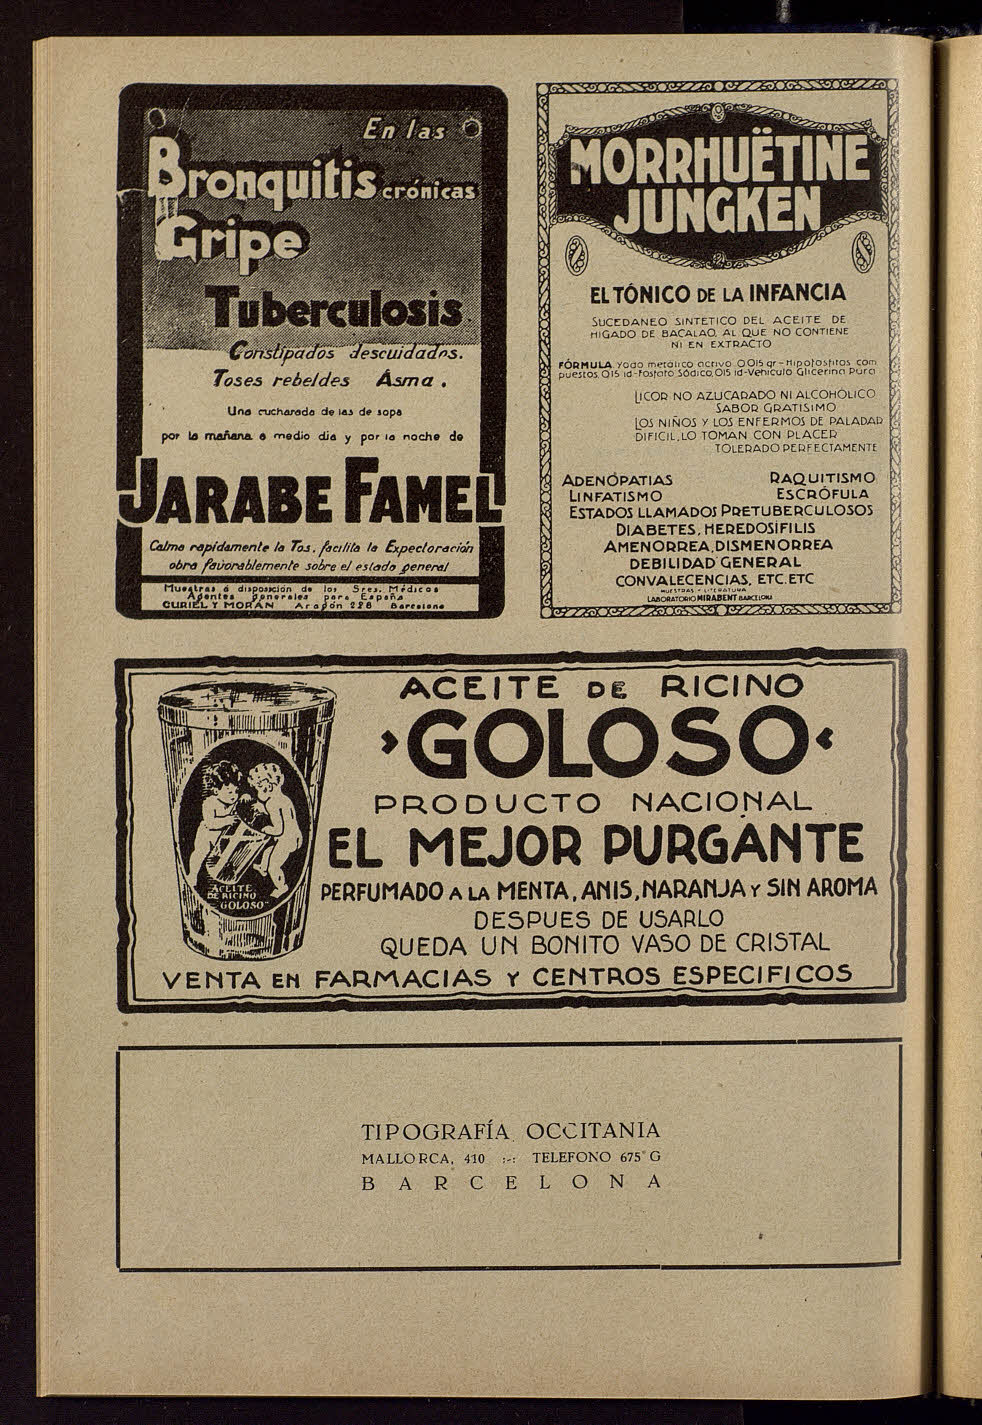 En las
Bronquitis crónicas
Gripe
Tuberculosis
Constipados descuidados.
Toses rebeldes Asma.
Una cucharada de las de sopa
por la mañana a medio dia y por la noche de
JARABE FAMEL
Calma rapidamente la Tos, facilita la Expectoración
obra favorablemente sobre el estado general
Muestras á disposición de los Sres. Médicos
Agentes generales para España
CURIEL Y MORÁN Aragón 228 Barcelona
MORRHUËTINE
JUNGKEN
EL TÓNICO DE LA INFANCIA
SUCEDANEO SINTETICO DEL ACEITE DE
HIGADO DE BACALAO, AL QUE NO CONTIENE
NI EN EXTRACTO
FÓRMULA Yodo metálico activo 0,015 gr-Hipofosfitos com
puestos, 0,15 id-Fosfato Sódico, 0,15 id-Vehiculo Glicerina Pura
LICOR NO AZUCARADO NI ALCOHÓLICO
SABOR GRATISIMO
LOS NIÑOS Y LOS ENFERMOS DE PALADAR
DIFICIL, LO TOMAN CON PLACER
TOLERADO PERFECTAMENTE
ADENÓPATIAS RAQUITISMO
LINFATISMO ESCRÓFULA
ESTADOS LLAMADOS PRETUBERCULOSOS
DIABETES, HEREDOSIFILIS
AMENORREA, DISMENORREA
DEBILIDAD GENERAL
CONVALECENCIAS, ETC. ETC
MUESTRAS Y LITERATURA
LABORATORIO MIRABENT BARCELONA
ACEITE DE RICINO
GOLOSO
PRODUCTO NACIONAL
EL MEJOR PURGANTE
PERFUMADO A LA MENTA, ANIS, NARANJA Y SIN AROMA
DESPUES DE USARLO
QUEDA UN BONITO VASO DE CRISTAL
VENTA EN FARMACIAS Y CENTROS ESPECIFICOS
ACEITE
DE RICINO
GOLOSO
TIPOGRAFÍA OCCITANIA
MALLORCA, 410 :-: TELEFONO 675 G
BARCELONA